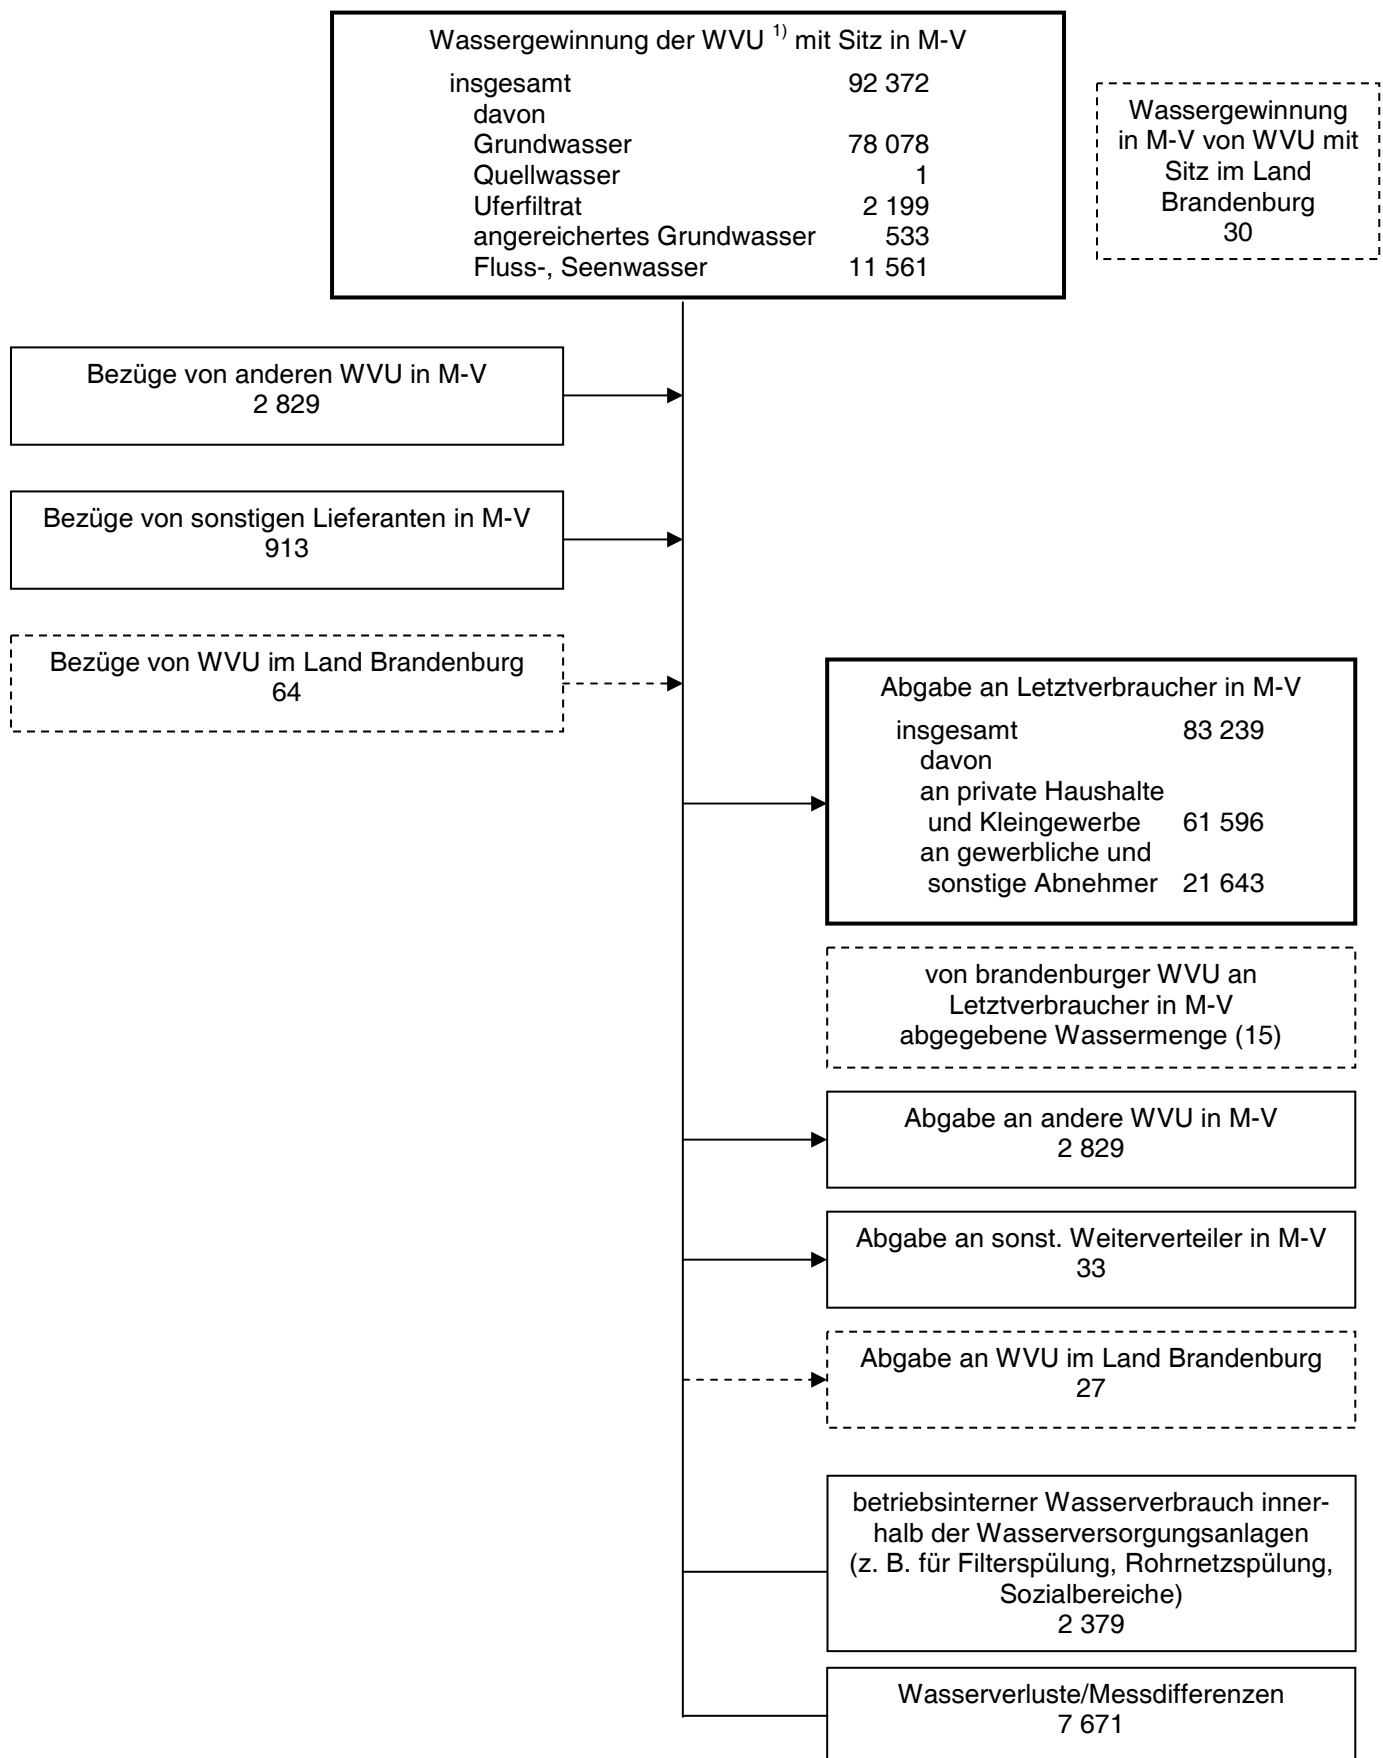 Wassergewinnung der WVU 1) mit Sitz in M-V
insgesamt 92 372
davon
Grundwasser 78 078
Quellwasser 1
Uferfiltrat 2 199
angereichertes Grundwasser 533
Fluss-, Seenwasser 11 561
Wassergewinnung
in M-V von WVU mit
Sitz im Land
Brandenburg
30
Bezüge von anderen WVU in M-V
2 829
Bezüge von sonstigen Lieferanten in M-V
913
Bezüge von WVU im Land Brandenburg
64
Abgabe an Letztverbraucher in M-V
insgesamt 83 239
davon
an private Haushalte
und Kleingewerbe 61 596
an gewerbliche und
sonstige Abnehmer 21 643
von brandenburger WVU an
Letztverbraucher in M-V
abgegebene Wassermenge (15)
Abgabe an andere WVU in M-V
2 829
Abgabe an sonst. Weiterverteiler in M-V
33
Abgabe an WVU im Land Brandenburg
27
betriebsinterner Wasserverbrauch inner-
halb der Wasserversorgungsanlagen
(z. B. für Filterspülung, Rohrnetzspülung,
Sozialbereiche)
2 379
Wasserverluste/Messdifferenzen
7 671